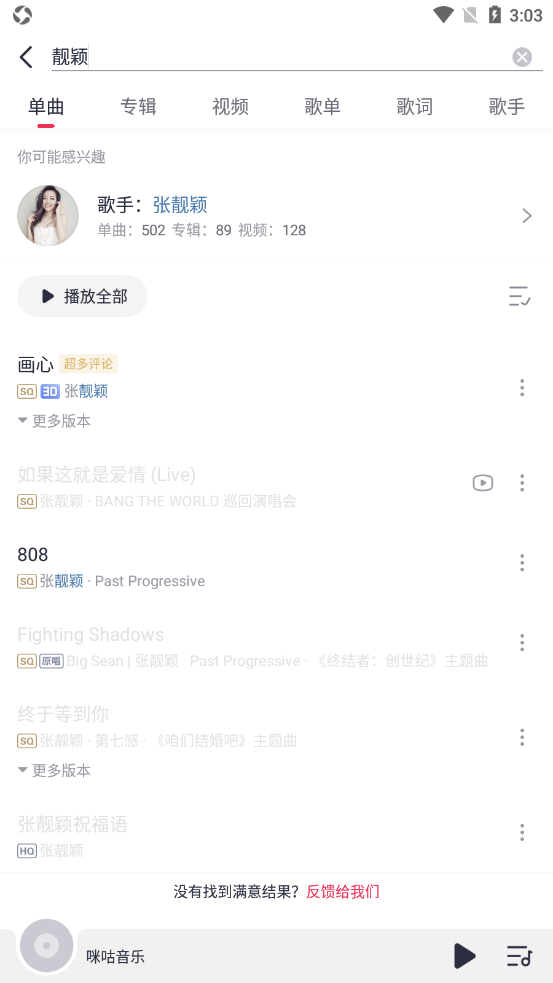 3:03
靓颖
单曲 专辑 视频 歌单 歌词 歌手
你可能感兴趣
歌手：张靓颖
单曲：502 专辑：89 视频：128
播放全部
画心 超多评论
SQ 3D 张靓颖
更多版本
如果这就是爱情 (Live)
SQ 张靓颖 · BANG THE WORLD 巡回演唱会
808
SQ 张靓颖 · Past Progressive
Fighting Shadows
SQ 原唱 Big Sean | 张靓颖 · Past Progressive · 《终结者：创世纪》主题曲
终于等到你
SQ 张靓颖 · 第七感 · 《咱们结婚吧》主题曲
更多版本
张靓颖祝福语
HQ 张靓颖
没有找到满意结果？反馈给我们
咪咕音乐